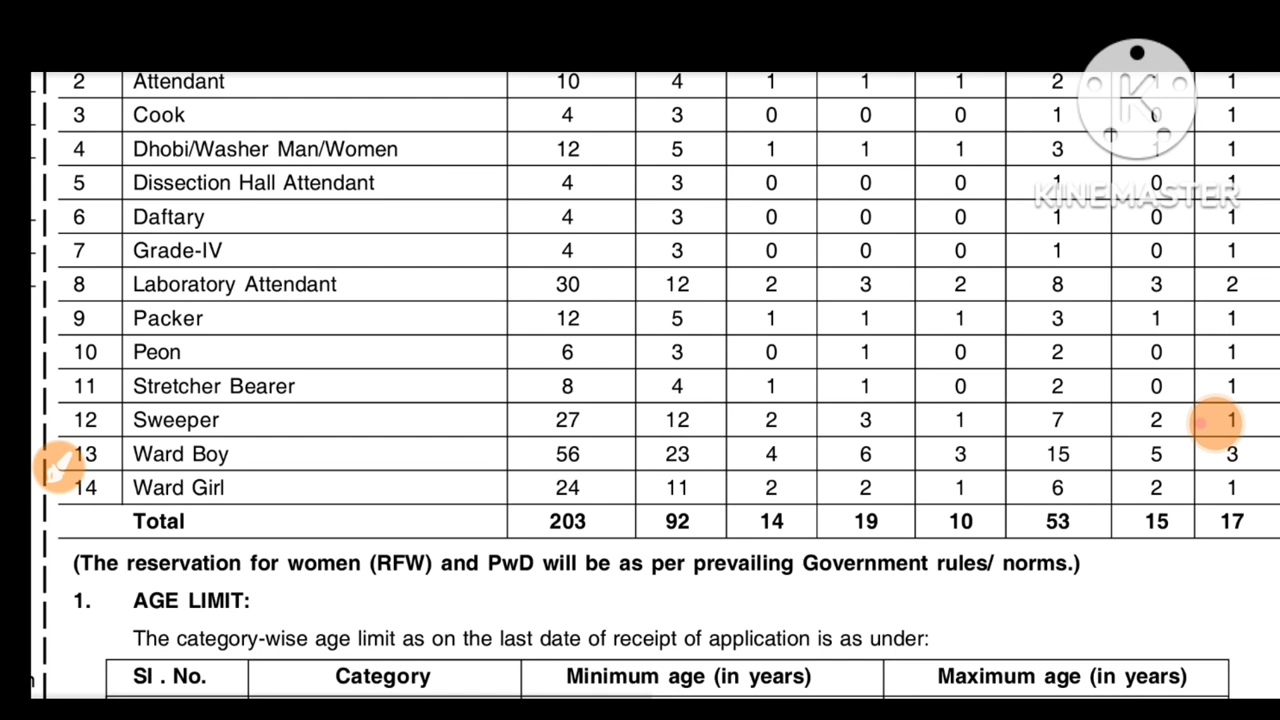 2 Attendant 10 4 1 1 1 2 1 1
3 Cook 4 3 0 0 0 1 0 1
4 Dhobi/Washer Man/Women 12 5 1 1 1 3 1 1
5 Dissection Hall Attendant 4 3 0 0 0 1 0 1
6 Daftary 4 3 0 0 0 1 0 1
7 Grade-IV 4 3 0 0 0 1 0 1
8 Laboratory Attendant 30 12 2 3 2 8 3 2
9 Packer 12 5 1 1 1 3 1 1
10 Peon 6 3 0 1 0 2 0 1
11 Stretcher Bearer 8 4 1 1 0 2 0 1
12 Sweeper 27 12 2 3 1 7 2 1
13 Ward Boy 56 23 4 6 3 15 5 3
14 Ward Girl 24 11 2 2 1 6 2 1
Total 203 92 14 19 10 53 15 17
(The reservation for women (RFW) and PwD will be as per prevailing Government rules/ norms.)
1. AGE LIMIT:
The category-wise age limit as on the last date of receipt of application is as under:
SI . No. Category Minimum age (in years) Maximum age (in years)
K
KINEMASTER